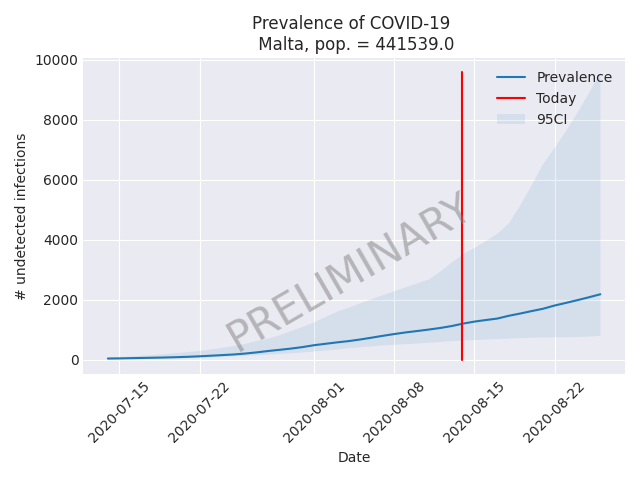 Prevalence of COVID-19
Malta, pop. = 441539.0
10000
8000
6000
4000
2000
0
# undetected infections
Prevalence
Today
95CI
PRELIMINARY
2020-07-15
2020-07-22
2020-08-01
2020-08-08
2020-08-15
2020-08-22
Date